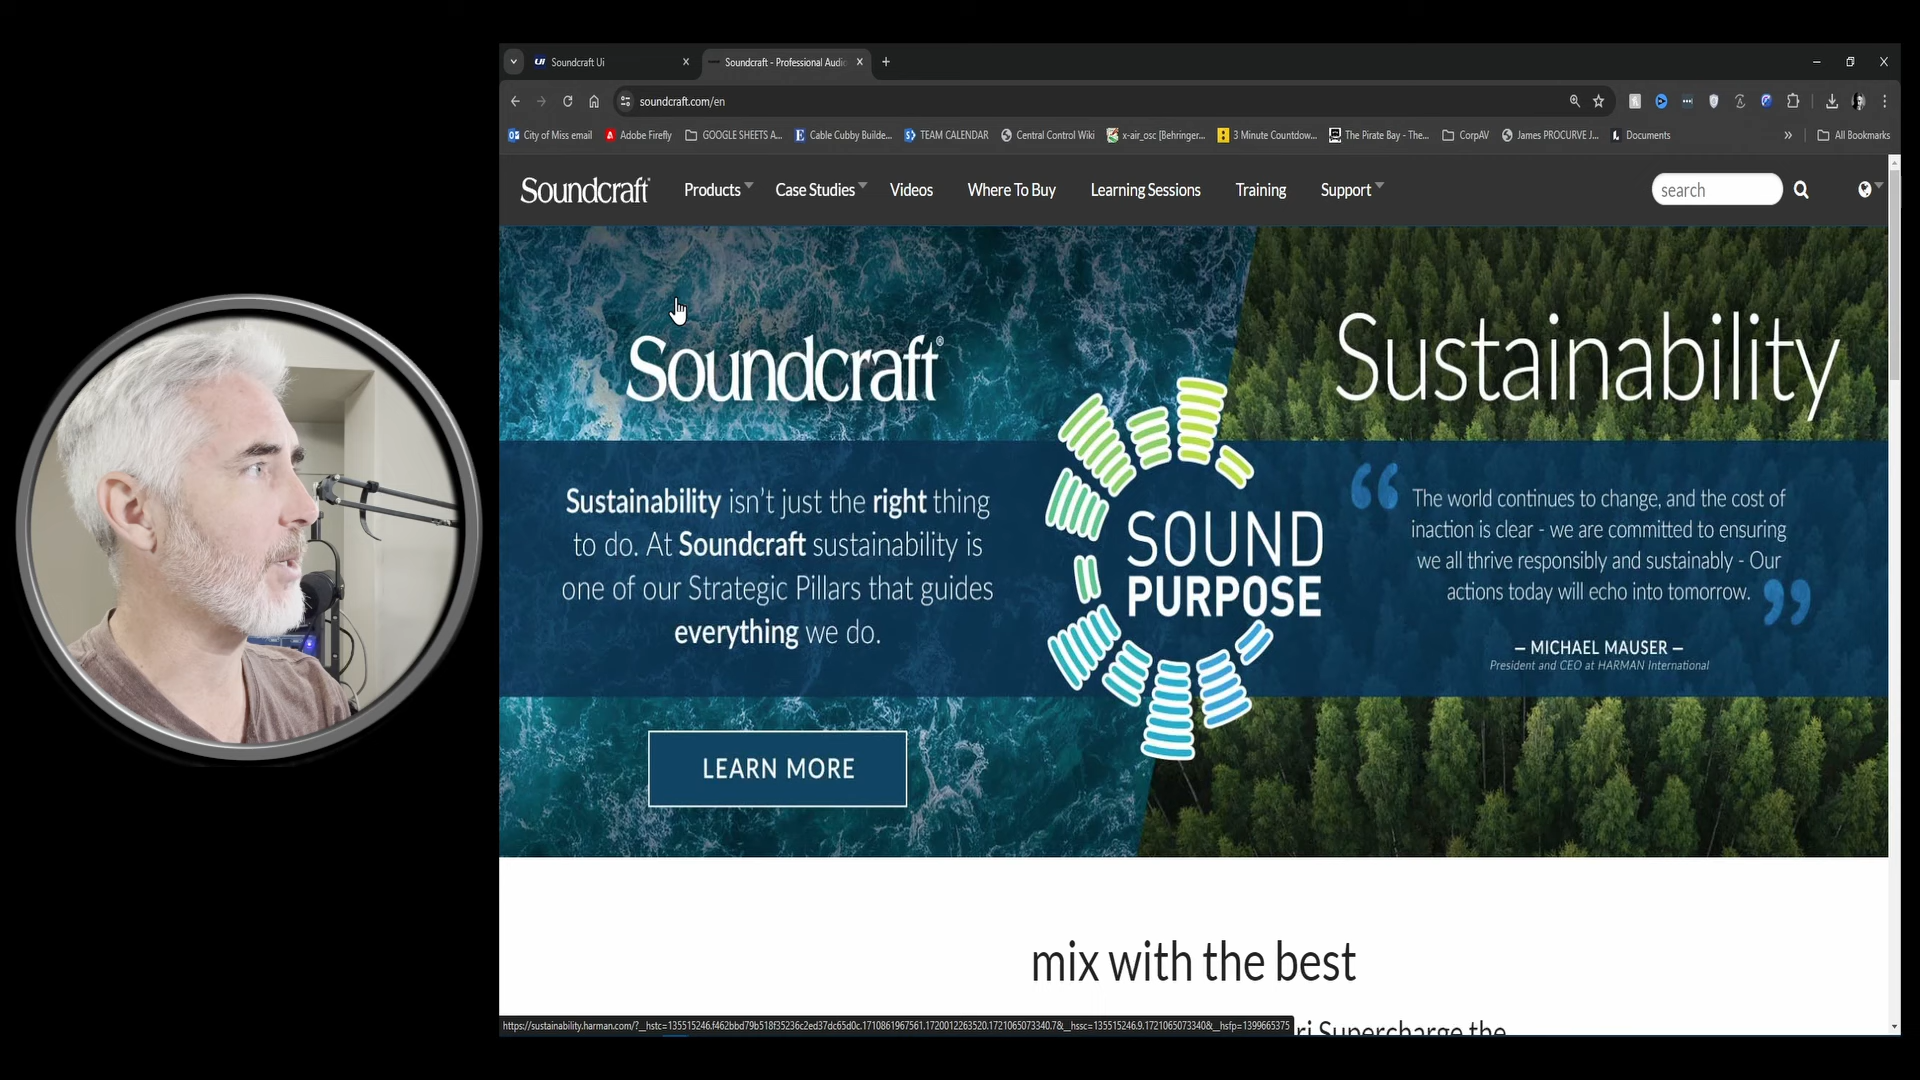 Soundcraft Ui
Soundcraft - Professional Audio
soundcraft.com/en
City of Miss email
Adobe Firefly
GOOGLE SHEETS A...
Cable Cubby Builde...
TEAM CALENDAR
Central Control Wiki
x-air_osc [Behringer...
3 Minute Countdow...
The Pirate Bay - The...
CorpAV
James PROCURVE J...
Documents
»
All Bookmarks
Soundcraft
Products
Case Studies
Videos
Where To Buy
Learning Sessions
Training
Support
search
Soundcraft®
Sustainability
Sustainability isn't just the right thing
to do. At Soundcraft sustainability is
one of our Strategic Pillars that guides
everything we do.
LEARN MORE
SOUND
PURPOSE
“ The world continues to change, and the cost of
inaction is clear - we are committed to ensuring
we all thrive responsibly and sustainably - Our
actions today will echo into tomorrow. ”
— MICHAEL MAUSER —
President and CEO at HARMAN International
mix with the best
Supercharge the